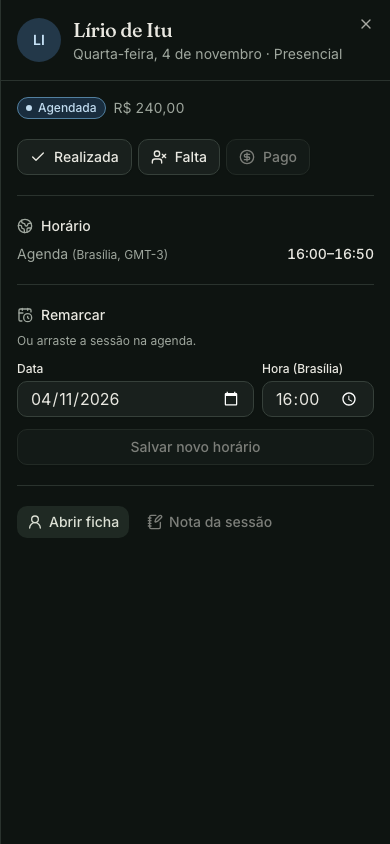 LI
Lírio de Itu
Quarta-feira, 4 de novembro · Presencial
Agendada R$ 240,00
Realizada Falta Pago
Horário
Agenda (Brasília, GMT-3) 16:00–16:50
Remarcar
Ou arraste a sessão na agenda.
Data Hora (Brasília)
04/11/2026 16:00
Salvar novo horário
Abrir ficha Nota da sessão